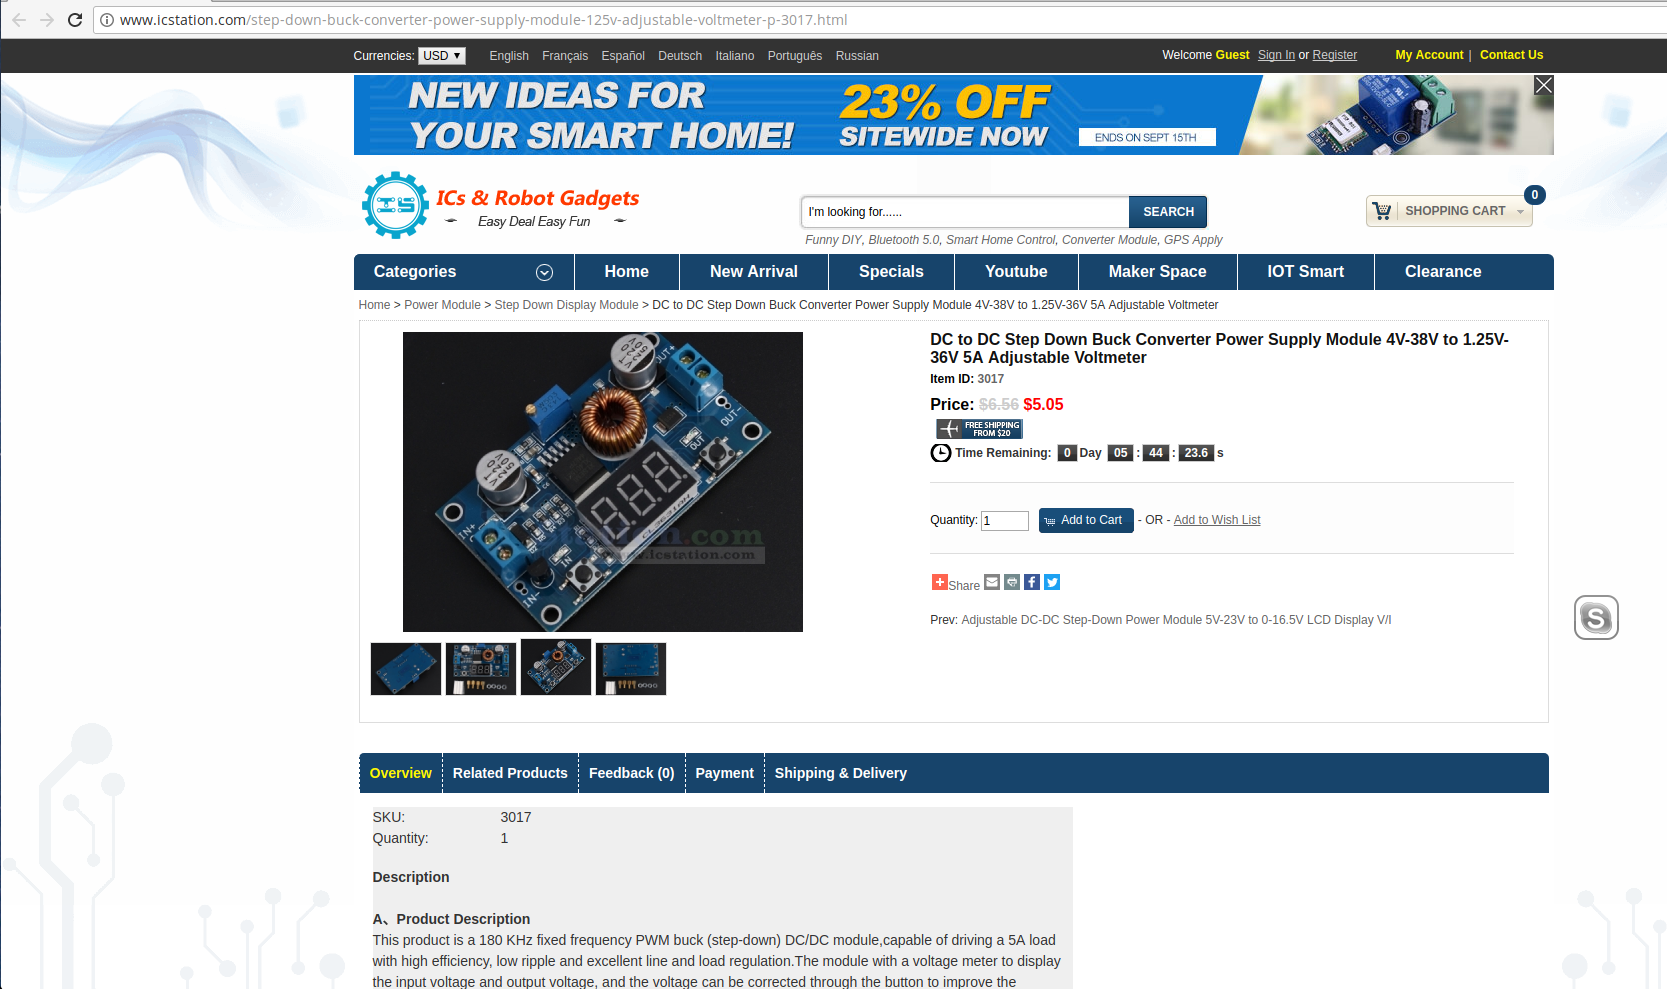 www.icstation.com/step-down-buck-converter-power-supply-module-125v-adjustable-voltmeter-p-3017.html
Currencies: USD English Français Español Deutsch Italiano Português Russian Welcome Guest Sign In or Register My Account | Contact Us
NEW IDEAS FOR
YOUR SMART HOME!
23% OFF
SITEWIDE NOW
ENDS ON SEPT 15TH
ICs & Robot Gadgets
Easy Deal Easy Fun
I'm looking for...... SEARCH
0
SHOPPING CART
Funny DIY, Bluetooth 5.0, Smart Home Control, Converter Module, GPS Apply
Categories Home New Arrival Specials Youtube Maker Space IOT Smart Clearance
Home > Power Module > Step Down Display Module > DC to DC Step Down Buck Converter Power Supply Module 4V-38V to 1.25V-36V 5A Adjustable Voltmeter
OUT+
OUT-
OUT
IN+
IN
IN-
www.icstation.com
DC to DC Step Down Buck Converter Power Supply Module 4V-38V to 1.25V-
36V 5A Adjustable Voltmeter
Item ID: 3017
Price: $6.56 $5.05
FREE SHIPPING
FROM $20
Time Remaining: 0 Day 05 : 44 : 23.6 s
Quantity: 1 Add to Cart - OR - Add to Wish List
Share
Prev: Adjustable DC-DC Step-Down Power Module 5V-23V to 0-16.5V LCD Display V/I
Overview Related Products Feedback (0) Payment Shipping & Delivery
SKU: 3017
Quantity: 1
Description
A、Product Description
This product is a 180 KHz fixed frequency PWM buck (step-down) DC/DC module,capable of driving a 5A load
with high efficiency, low ripple and excellent line and load regulation.The module with a voltage meter to display
the input voltage and output voltage, and the voltage can be corrected through the button to improve the